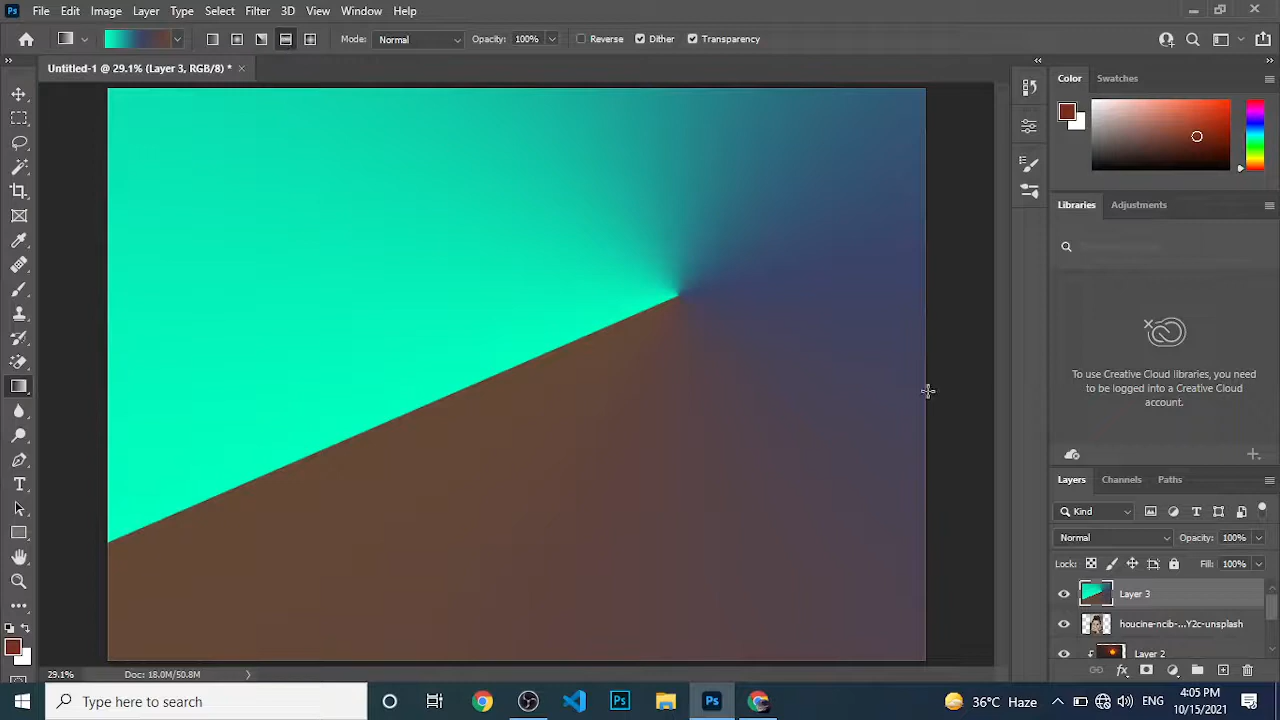 Ps File Edit Image Layer Type Select Filter 3D View Window Help
Mode: Normal Opacity: 100% Reverse Dither Transparency
Untitled-1 @ 29.1% (Layer 3, RGB/8) *
Color Swatches
Libraries Adjustments
To use Creative Cloud libraries, you need
to be logged into a Creative Cloud
account.
Layers Channels Paths
Kind
Normal Opacity: 100%
Lock: Fill: 100%
Layer 3
houcine-ncib-...Y2c-unsplash
Layer 2
29.1% Doc: 18.0M/50.8M
Type here to search
Ps Ps
36°C Haze ENG 4:05 PM
10/15/2021